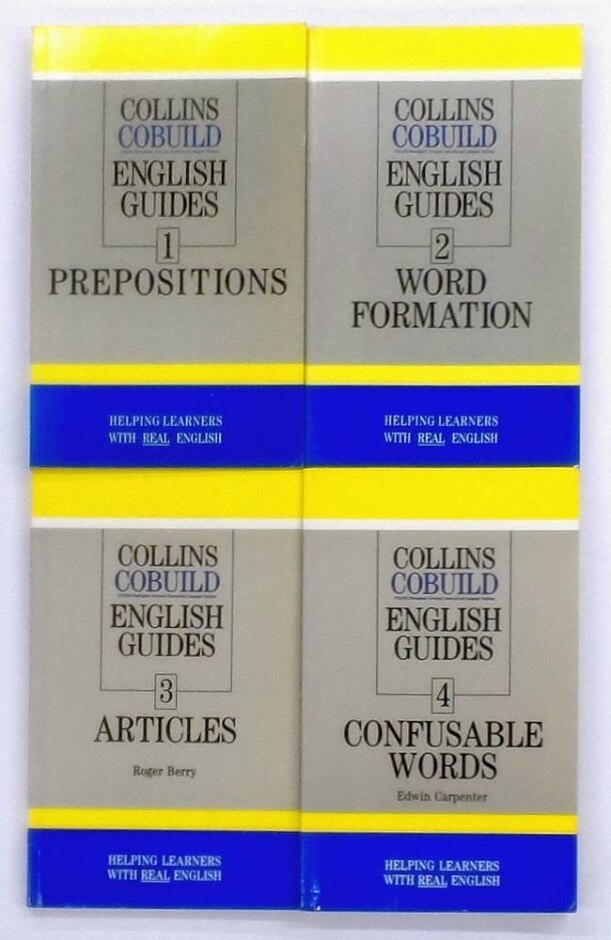 COLLINS
COBUILD
ENGLISH
GUIDES
1
PREPOSITIONS
HELPING LEARNERS
WITH REAL ENGLISH
COLLINS
COBUILD
ENGLISH
GUIDES
2
WORD
FORMATION
HELPING LEARNERS
WITH REAL ENGLISH
COLLINS
COBUILD
ENGLISH
GUIDES
3
ARTICLES
Roger Berry
HELPING LEARNERS
WITH REAL ENGLISH
COLLINS
COBUILD
ENGLISH
GUIDES
4
CONFUSABLE
WORDS
Edwin Carpenter
HELPING LEARNERS
WITH REAL ENGLISH